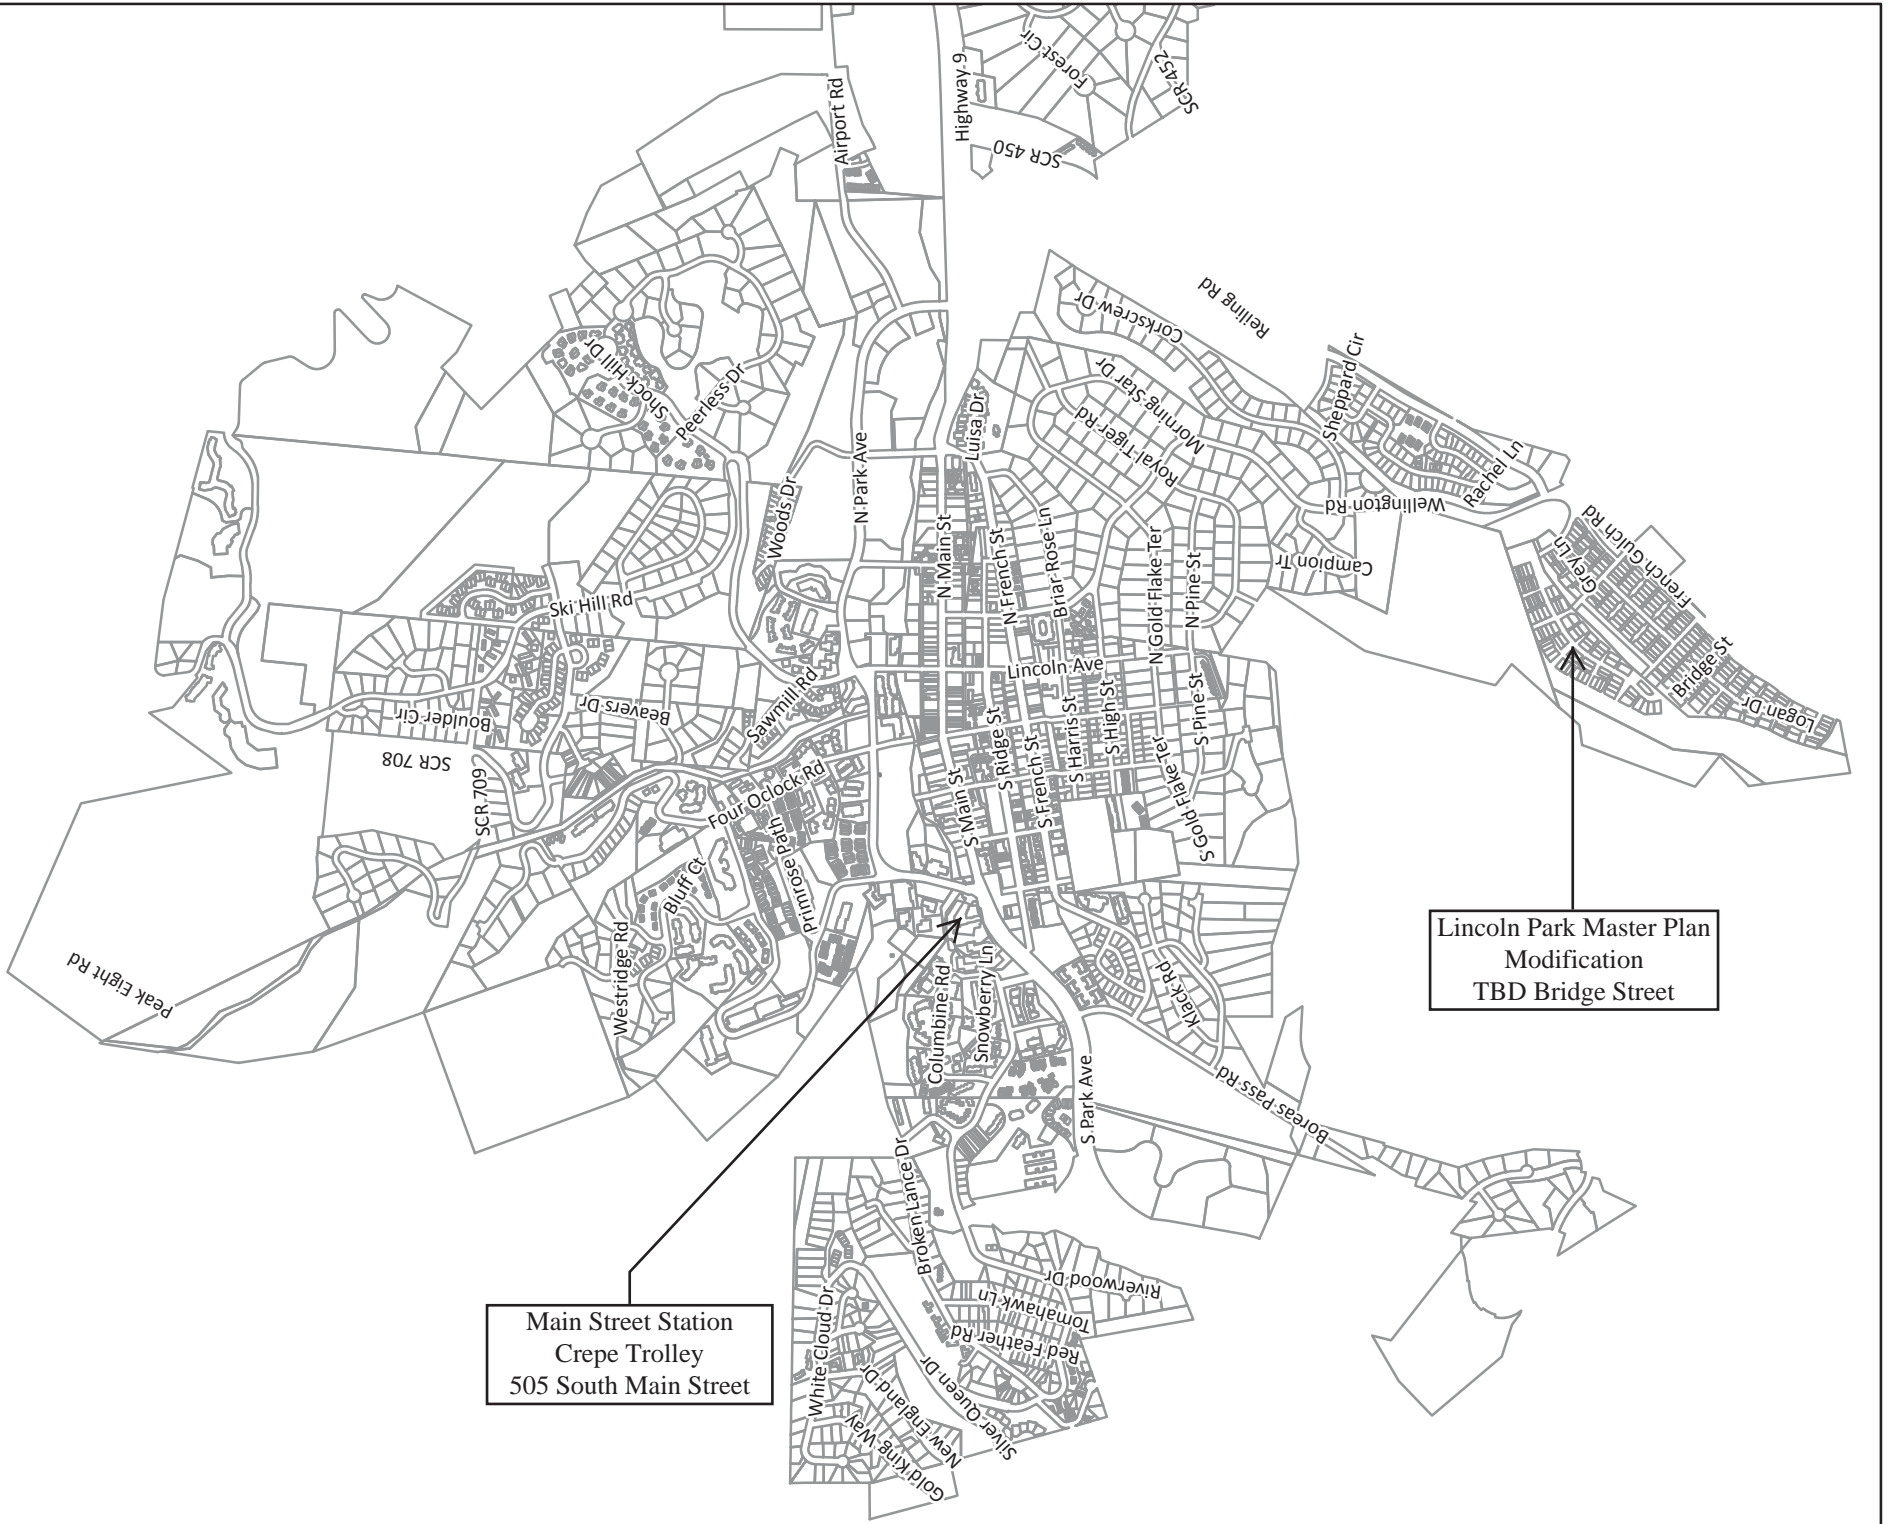 Highway 9
Forest Cir
SCR 452
SCR 450
Airport Rd
Reiling Rd
Corkscrew Dr
Shock Hill Dr
Peerless Dr
Luisa Dr
Morning Star Dr
Royal Tiger Rd
Sheppard Cir
Rachel Ln
Wellington Rd
N Park Ave
Woods Dr
N Main St
N French St
Briar Rose Ln
N Gold Flake Ter
N Pine St
Campion Tr
Grey Ln
French Gulch Rd
Ski Hill Rd
Lincoln Ave
Bridge St
Logan Dr
Boulder Cir
Beavers Dr
Sawmill Rd
SCR 708
SCR 709
Four Oclock Rd
S Main St
S Ridge St
S French St
S Harris St
S High St
S Pine St
S Gold Flake Ter
Primrose Path
Bluff Ct
Westridge Rd
Peak Eight Rd
Columbine Rd
Snowberry Ln
Klack Rd
S Park Ave
Boreas Pass Rd
Lincoln Park Master Plan
Modification
TBD Bridge Street
Broken Lance Dr
Riverwood Dr
Tomahawk Ln
Red Feather Rd
White Cloud Dr
New England Dr
Silver Queen Dr
Gold King Way
Main Street Station
Crepe Trolley
505 South Main Street